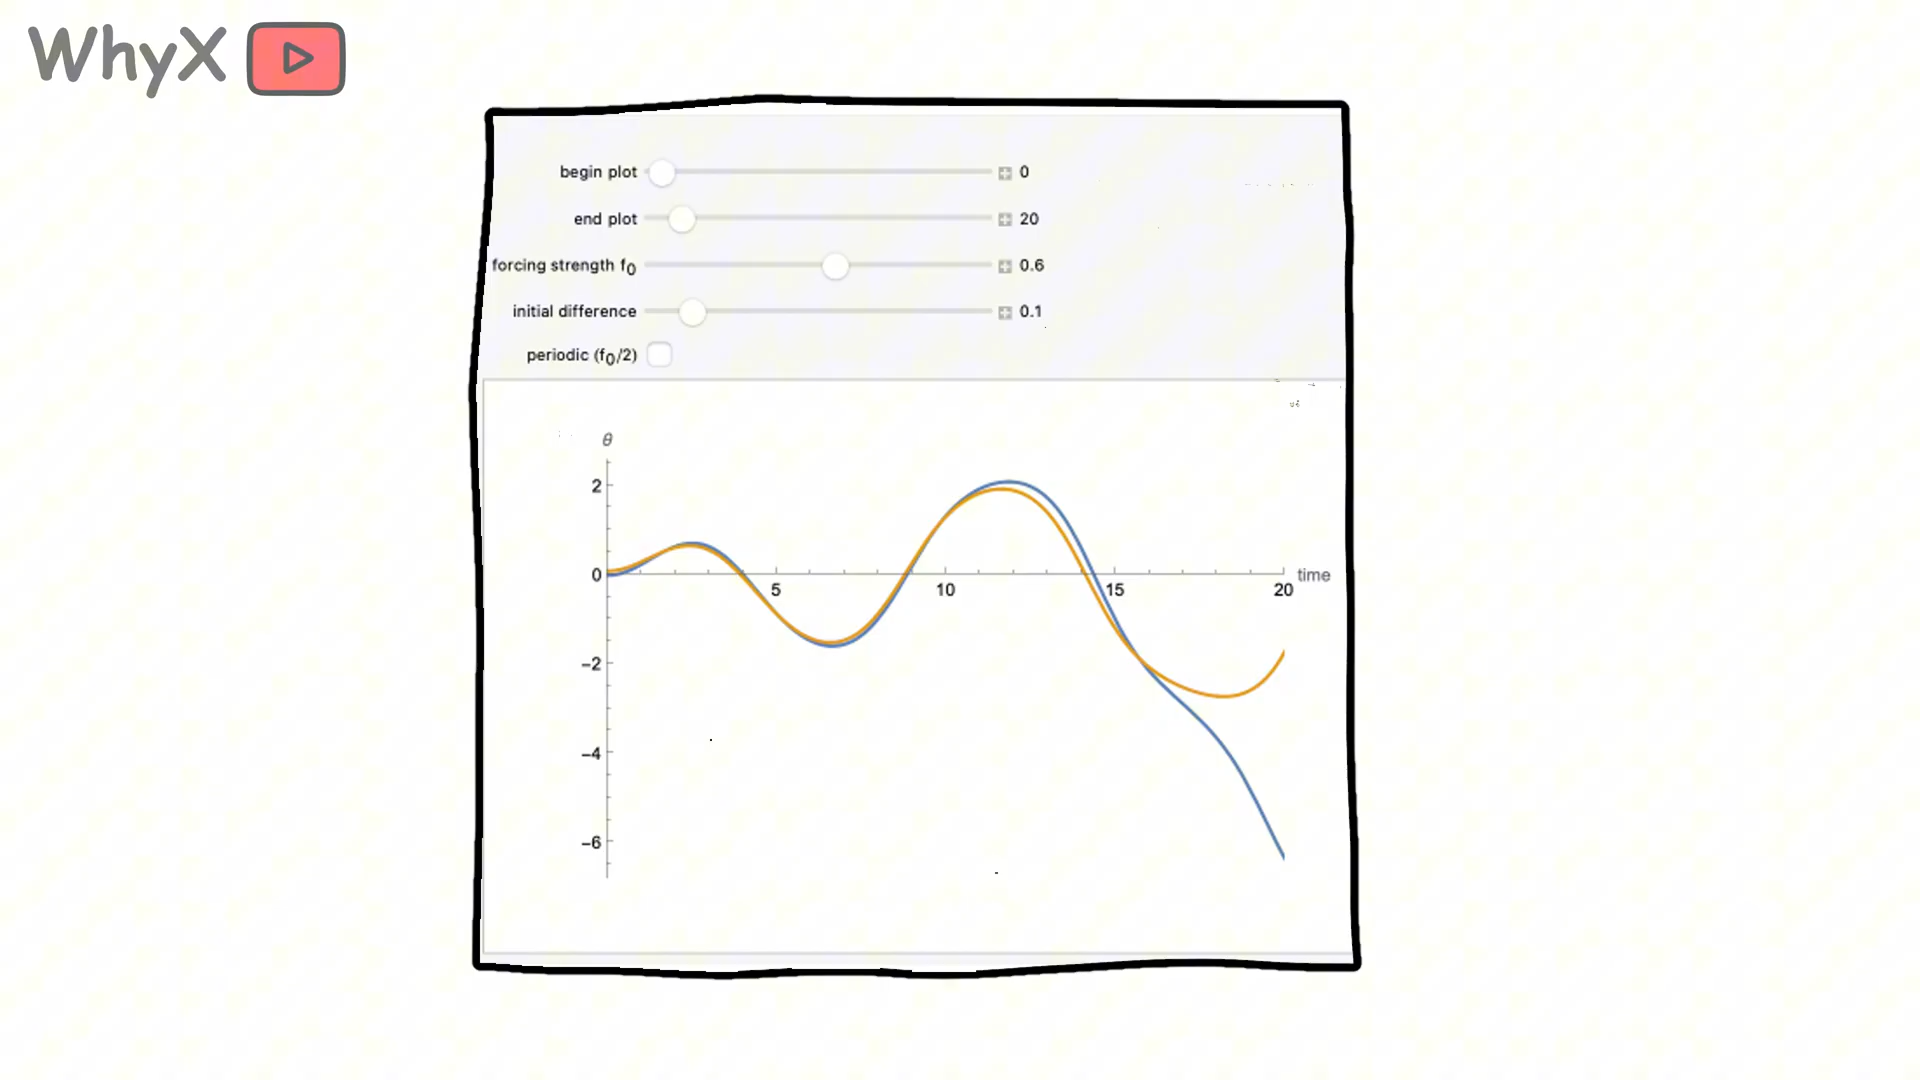 WhyX
begin plot 0
end plot 20
forcing strength f0 0.6
initial difference 0.1
periodic (f0/2)
θ
2
0
5 10 15 20 time
−2
−4
−6